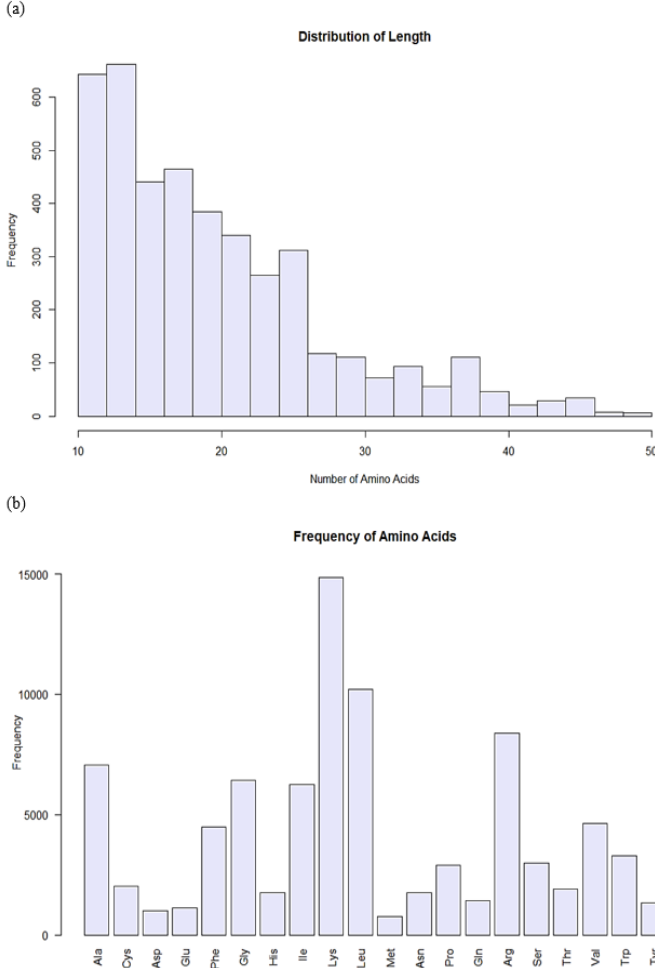 (a)
Distribution of Length
Frequency
0
100
200
300
400
500
600
10
20
30
40
50
Number of Amino Acids
(b)
Frequency of Amino Acids
Frequency
0
5000
10000
15000
Ala
Cys
Asp
Glu
Phe
Gly
His
Ile
Lys
Leu
Met
Asn
Pro
Gln
Arg
Ser
Thr
Val
Trp
Tyr